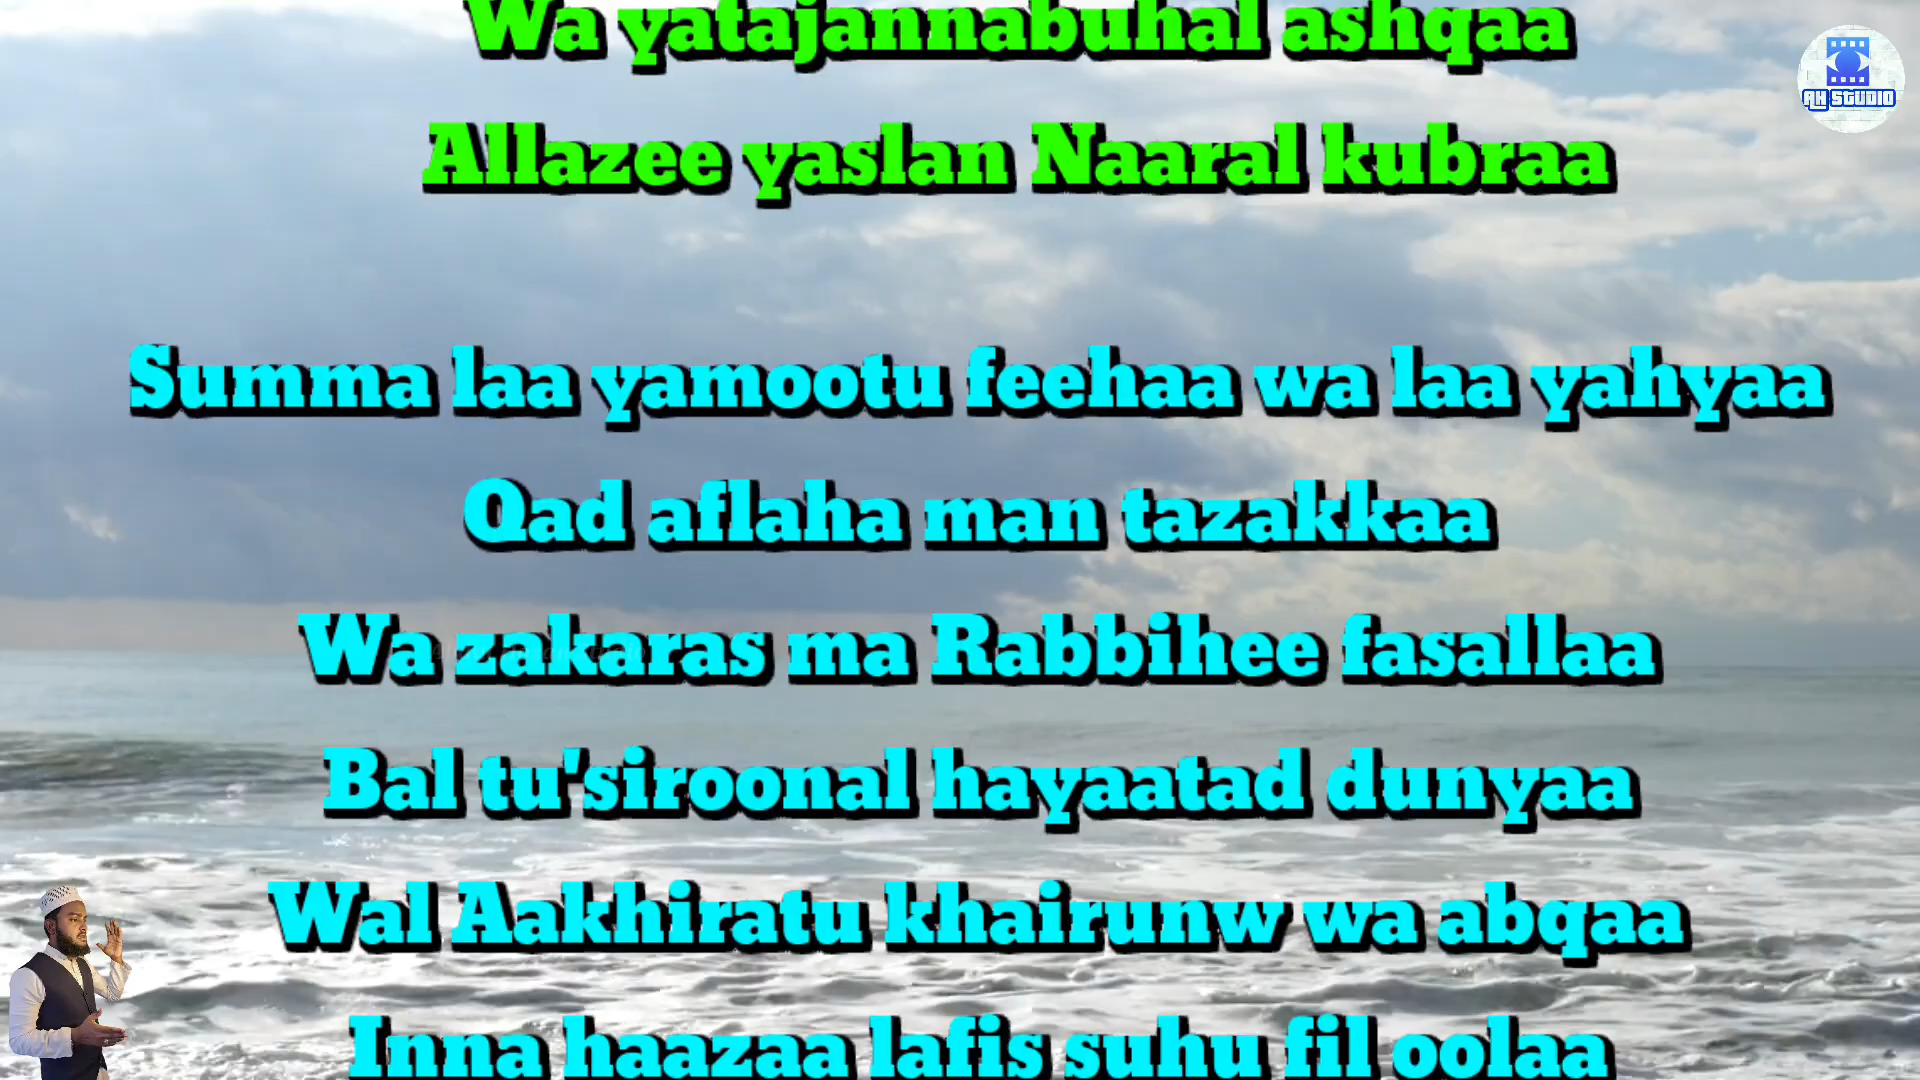 Wa yatajannabuhal ashqaa
AH STUDIO
Allazee yaslan Naaral kubraa
Summa laa yamootu feehaa wa laa yahyaa
Qad aflaha man tazakkaa
Wa zakaras ma Rabbihee fasallaa
Bal tu'siroonal hayaatad dunyaa
Wal Aakhiratu khairunw wa abqaa
Inna haazaa lafis suhu fil oolaa